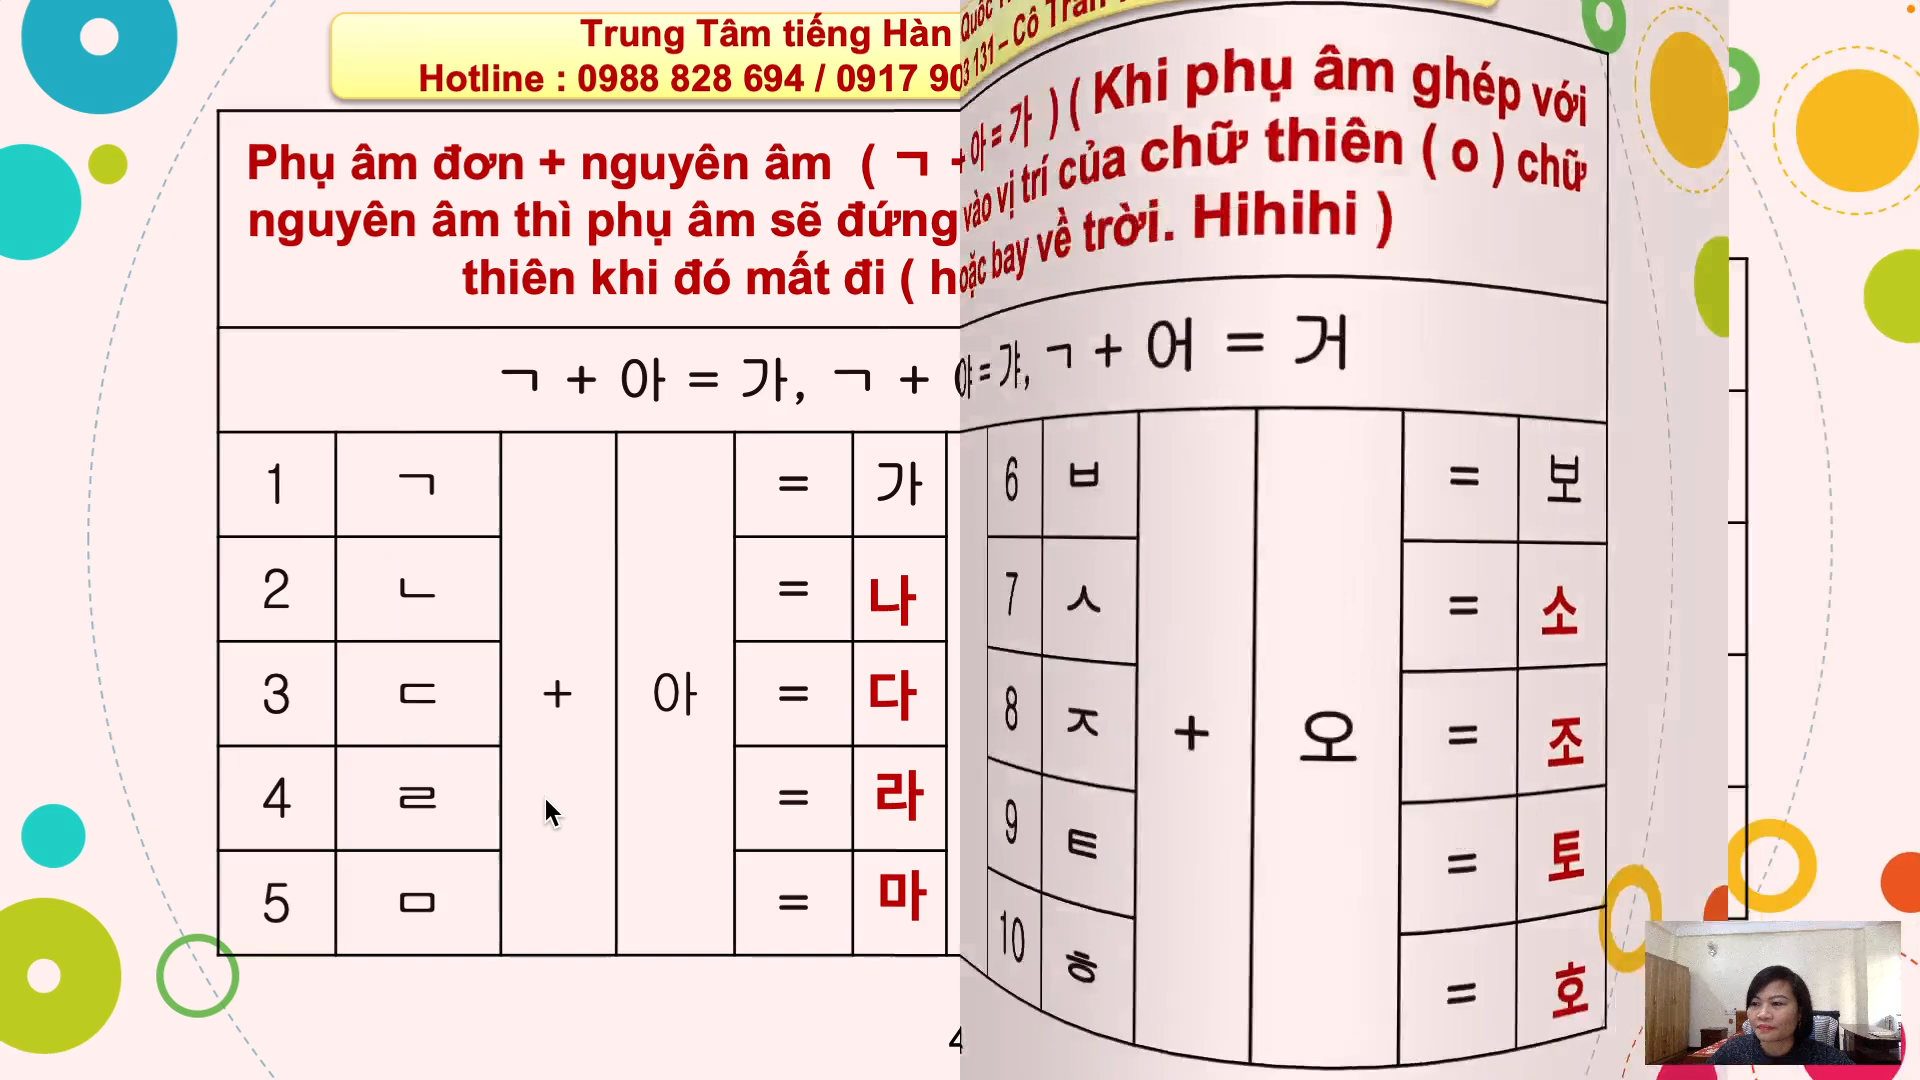 Trung Tâm tiếng Hàn Quốc
Hotline : 0988 828 694 / 0917 903 131 – Cô Trần
Phụ âm đơn + nguyên âm ( ㄱ + 아 = 가 ) ( Khi phụ âm ghép với
nguyên âm thì phụ âm sẽ đứng vào vị trí của chữ thiên ( o ) chữ
thiên khi đó mất đi ( hoặc bay về trời. Hihihi )
ㄱ + 아 = 가, ㄱ + 야 = 갸, ㄱ + 어 = 거
1 ㄱ = 가 6 ㅂ = 보
2 ㄴ = 나 7 ㅅ = 소
3 ㄷ + 아 = 다 8 ㅈ + 오 = 조
4 ㄹ = 라 9 ㅌ = 토
5 ㅁ = 마 10 ㅎ = 호
4